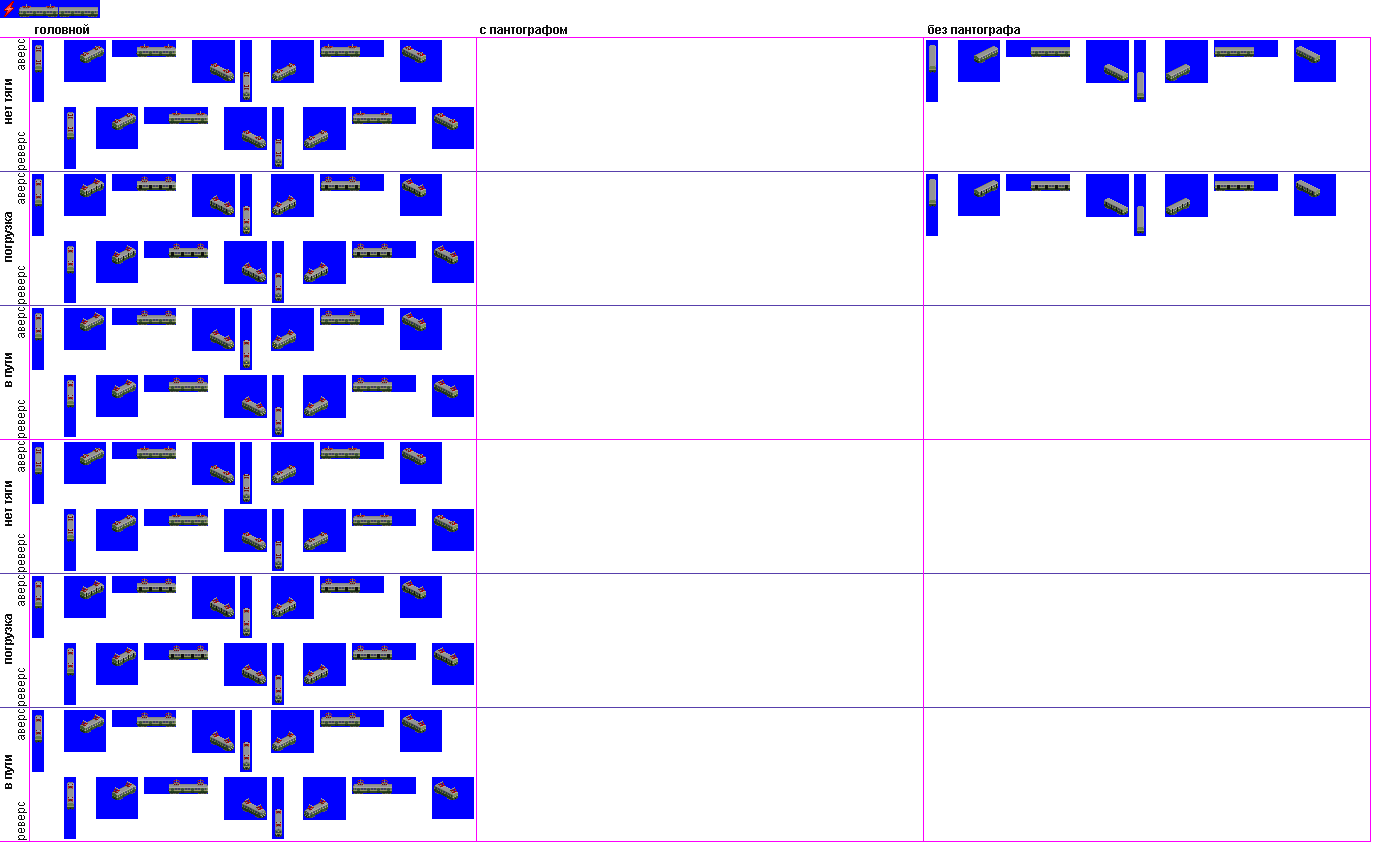 головной с пантографом без пантографа
нет тяги
аверс
реверс
погрузка
аверс
реверс
в пути
аверс
реверс
нет тяги
аверс
реверс
погрузка
аверс
реверс
в пути
аверс
реверс